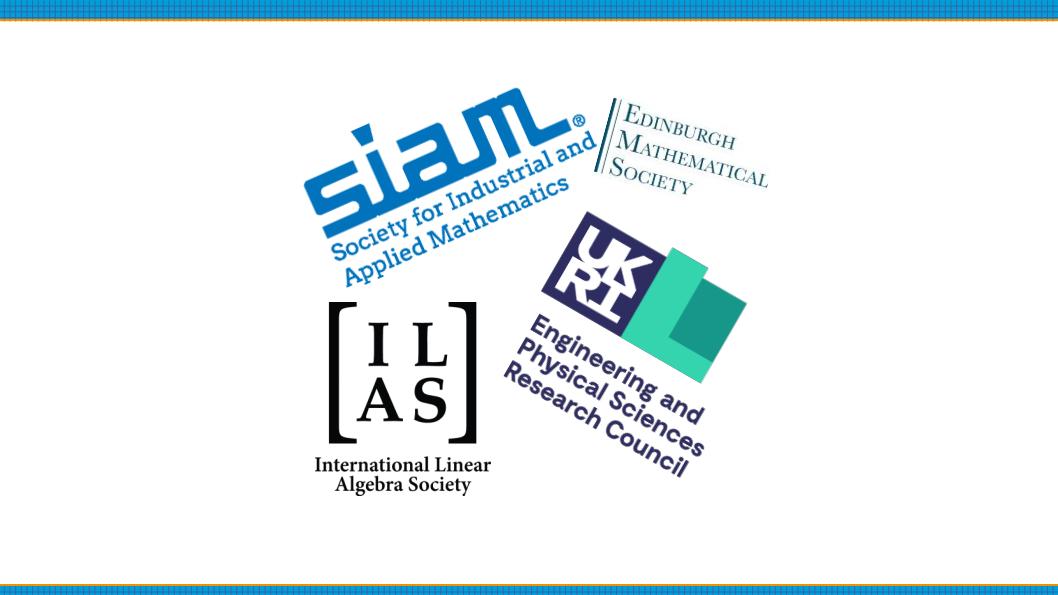 siam®
Society for Industrial and
Applied Mathematics
EDINBURGH
MATHEMATICAL
SOCIETY
UK
RI
Engineering and
Physical Sciences
Research Council
I L
A S
International Linear
Algebra Society